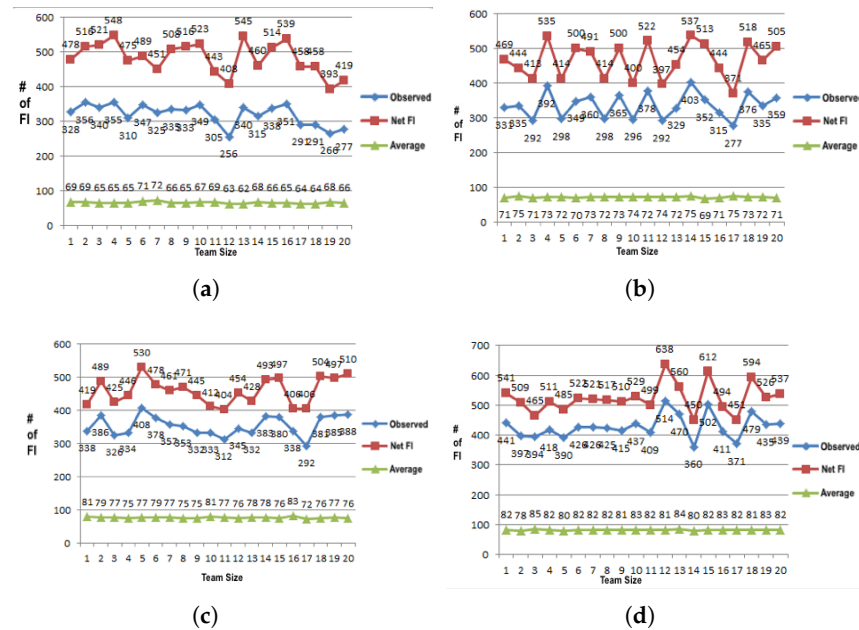 600
500
400
300
200
100
0
#
of
FI
478 516 521 548 475 489 451 508 516 523 443 408 545 460 514 539 458 458 393 419
328 356 340 355 310 347 325 335 333 349 305 256 340 315 338 351 291 291 266 277
69 69 65 65 65 71 72 66 65 67 69 63 62 68 66 65 64 64 68 66
1 2 3 4 5 6 7 8 9 10 11 12 13 14 15 16 17 18 19 20
Team Size
Observed
Net FI
Average
(a)
600
500
400
300
200
100
0
#
of
FI
469 444 413 535 414 500 491 414 500 400 522 397 454 537 513 444 371 518 465 505
331 335 292 392 298 349 360 298 365 296 378 292 329 403 352 315 277 376 335 359
71 75 71 73 72 70 73 72 73 74 72 74 72 75 69 71 75 73 72 71
1 2 3 4 5 6 7 8 9 10 11 12 13 14 15 16 17 18 19 20
Team Size
Observed
Net FI
Average
(b)
600
500
400
300
200
100
0
#
of
FI
419 489 425 446 530 478 461 471 445 412 404 454 428 493 497 406 406 504 497 510
338 386 326 334 408 378 357 353 332 333 312 345 332 383 380 338 292 381 385 388
81 79 77 75 77 79 77 75 75 81 77 76 78 78 76 83 72 76 77 76
1 2 3 4 5 6 7 8 9 10 11 12 13 14 15 16 17 18 19 20
Team Size
Observed
Net FI
Average
(c)
700
600
500
400
300
200
100
0
#
of
FI
541 509 465 511 485 522 521 517 510 529 499 638 560 450 612 494 451 594 526 537
441 397 394 418 390 426 426 425 415 437 409 514 470 360 502 411 371 479 435 439
82 78 85 82 80 82 82 82 81 83 82 81 84 80 82 83 82 81 83 82
1 2 3 4 5 6 7 8 9 10 11 12 13 14 15 16 17 18 19 20
Team Size
Observed
Net FI
Average
(d)